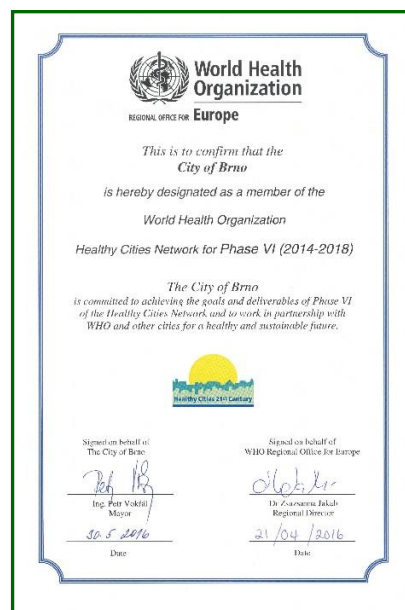 World Health
Organization
REGIONAL OFFICE FOR Europe
This is to confirm that the
City of Brno
is hereby designated as a member of the
World Health Organization
Healthy Cities Network for Phase VI (2014-2018)
The City of Brno
is committed to achieving the goals and deliverables of Phase VI
of the Healthy Cities Network and to work in partnership with
WHO and other cities for a healthy and sustainable future.
Healthy Cities 21st Century
Signed on behalf of
The City of Brno
Ing. Petr Vokřál
Mayor
30.5 2016
Date
Signed on behalf of
WHO Regional Office for Europe
Dr Zsuzsanna Jakab
Regional Director
21/04/2016
Date